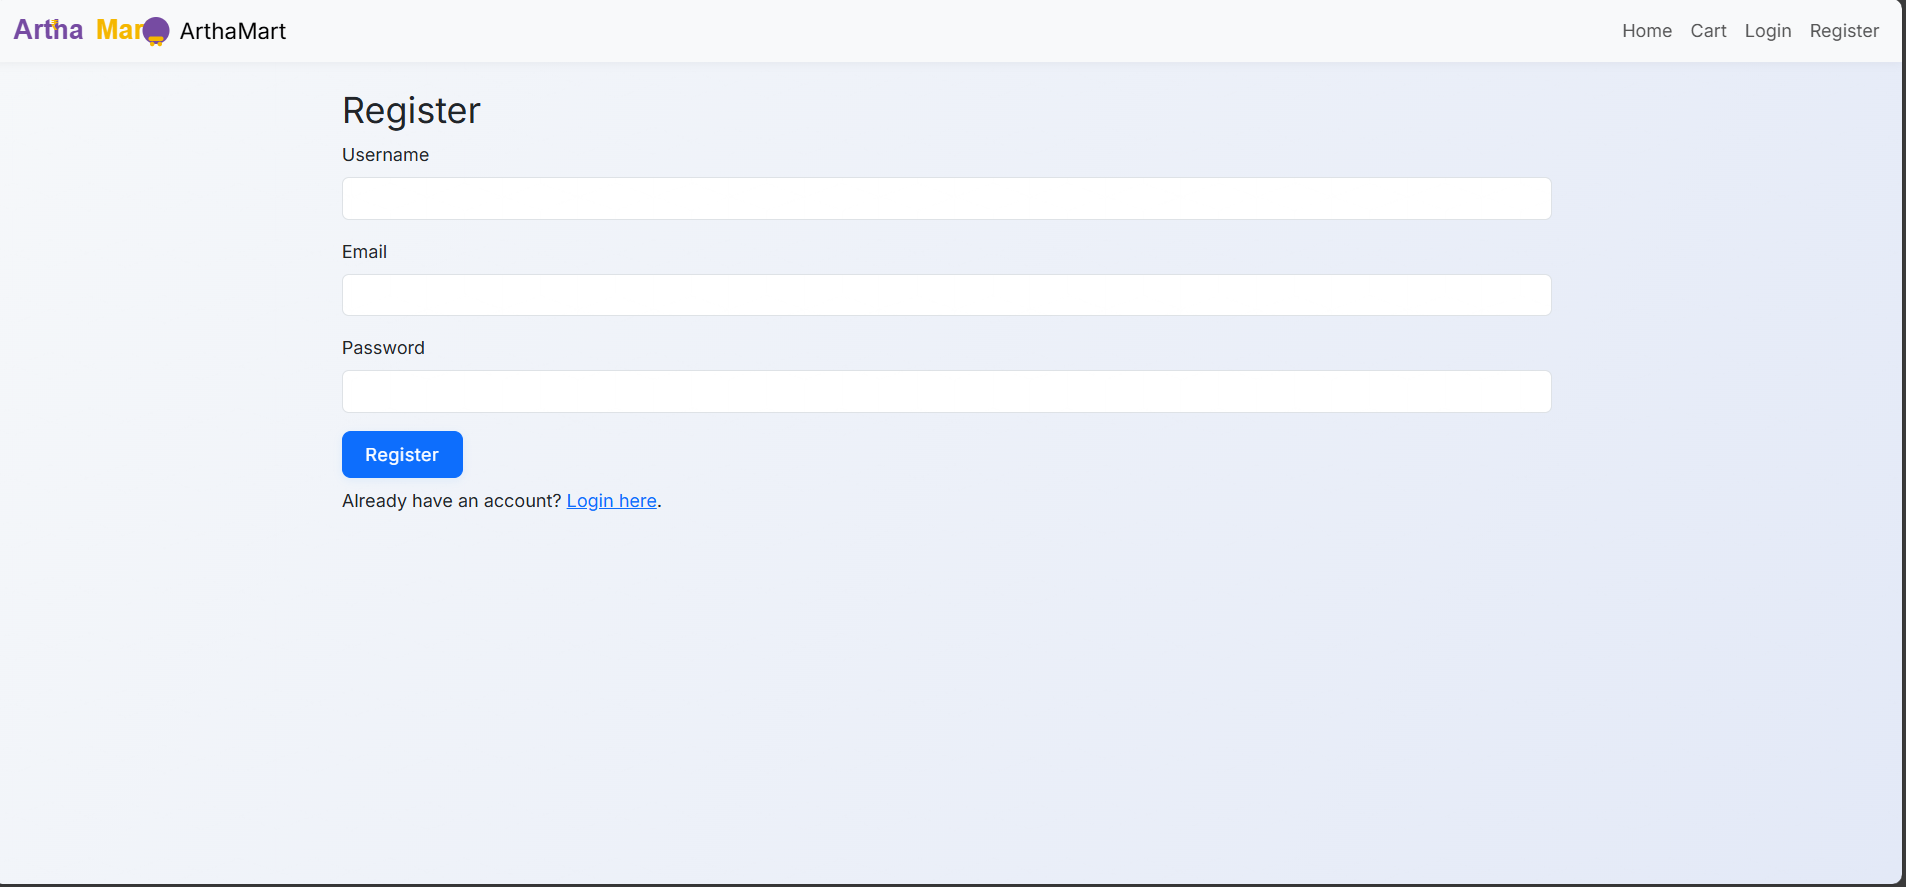 Artha Mar ArthaMart
Home Cart Login Register
Register
Username
Email
Password
Register
Already have an account? Login here.